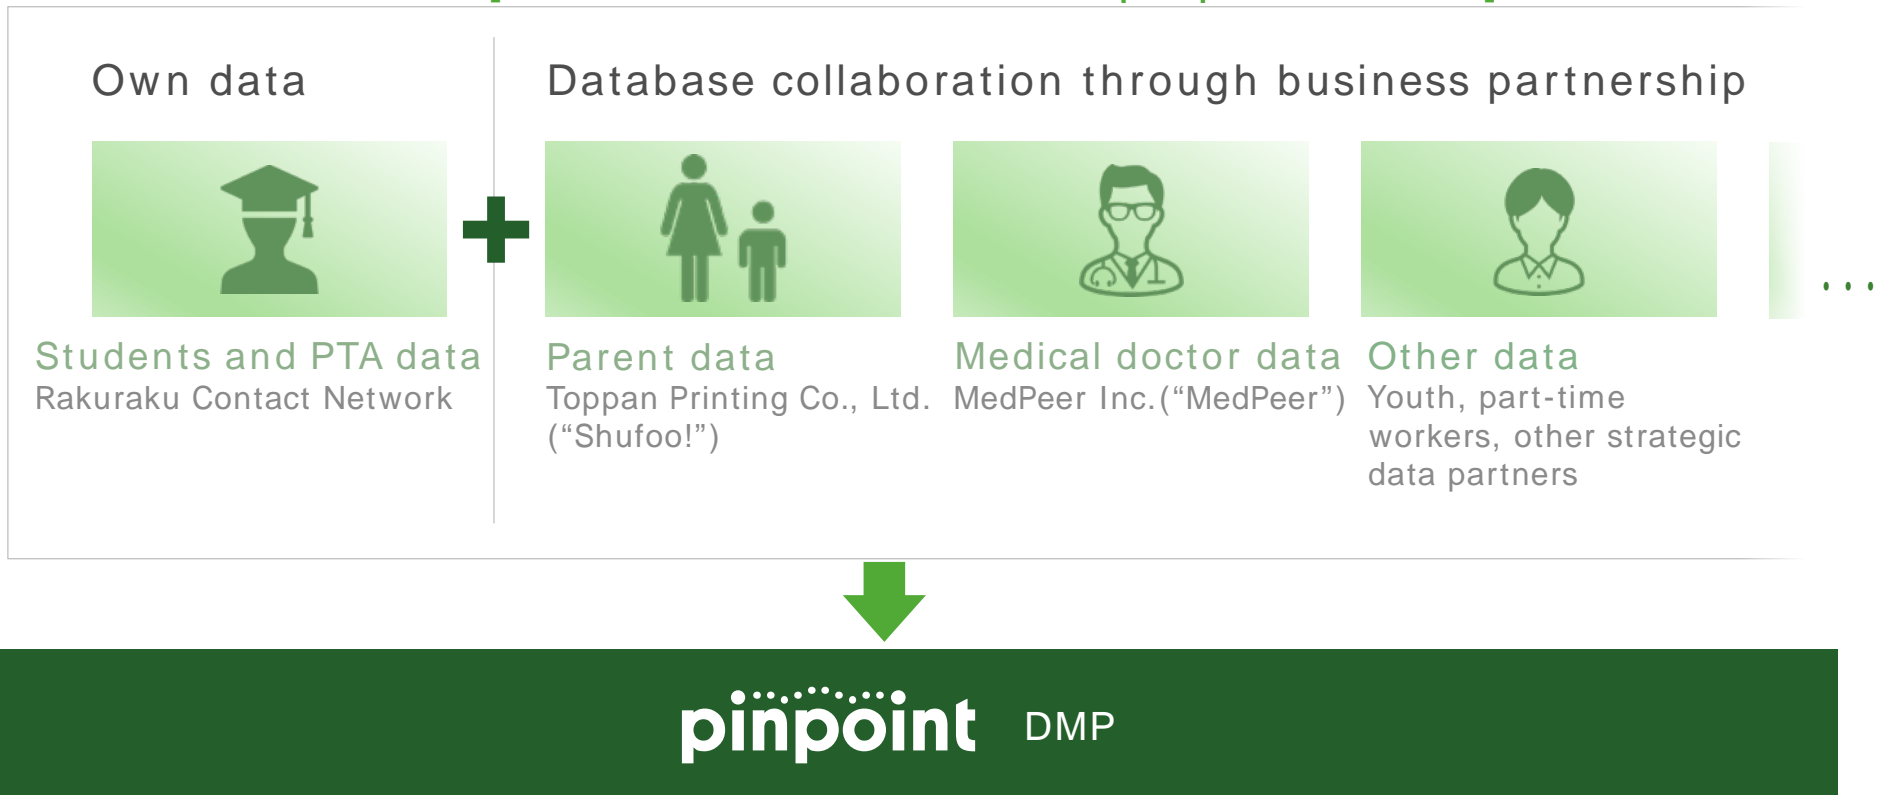 Own data
Database collaboration through business partnership
Students and PTA data
Rakuraku Contact Network
Parent data
Toppan Printing Co., Ltd.
(“Shufoo!”)
Medical doctor data
MedPeer Inc.(“MedPeer”)
Other data
Youth, part-time
workers, other strategic
data partners
...
pinpoint DMP